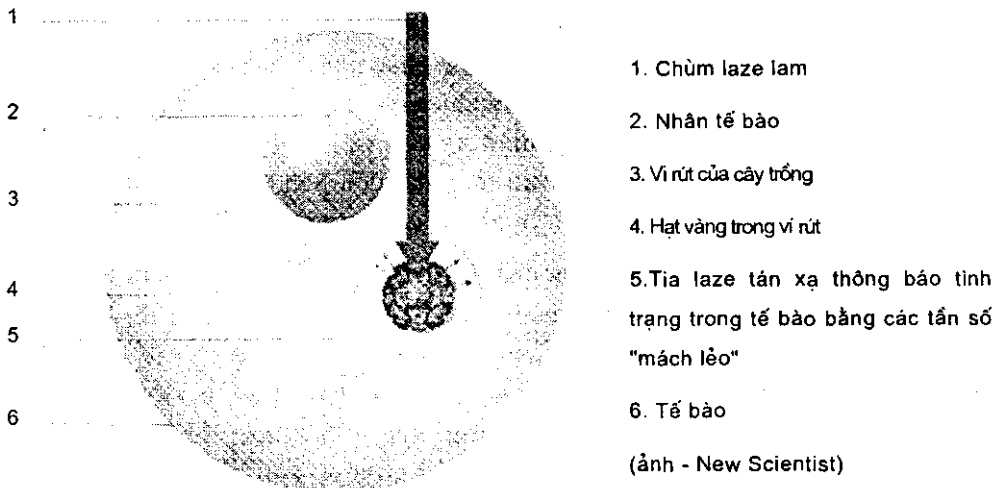 1
2
3
4
5
6
1. Chùm laze lam
2. Nhân tế bào
3. Vi rút của cây trồng
4. Hạt vàng trong ví rút
5.Tia laze tán xạ thông báo tình
trạng trong tế bào bằng các tần số
"mách lẻo"
6. Tế bào
(ảnh - New Scientist)